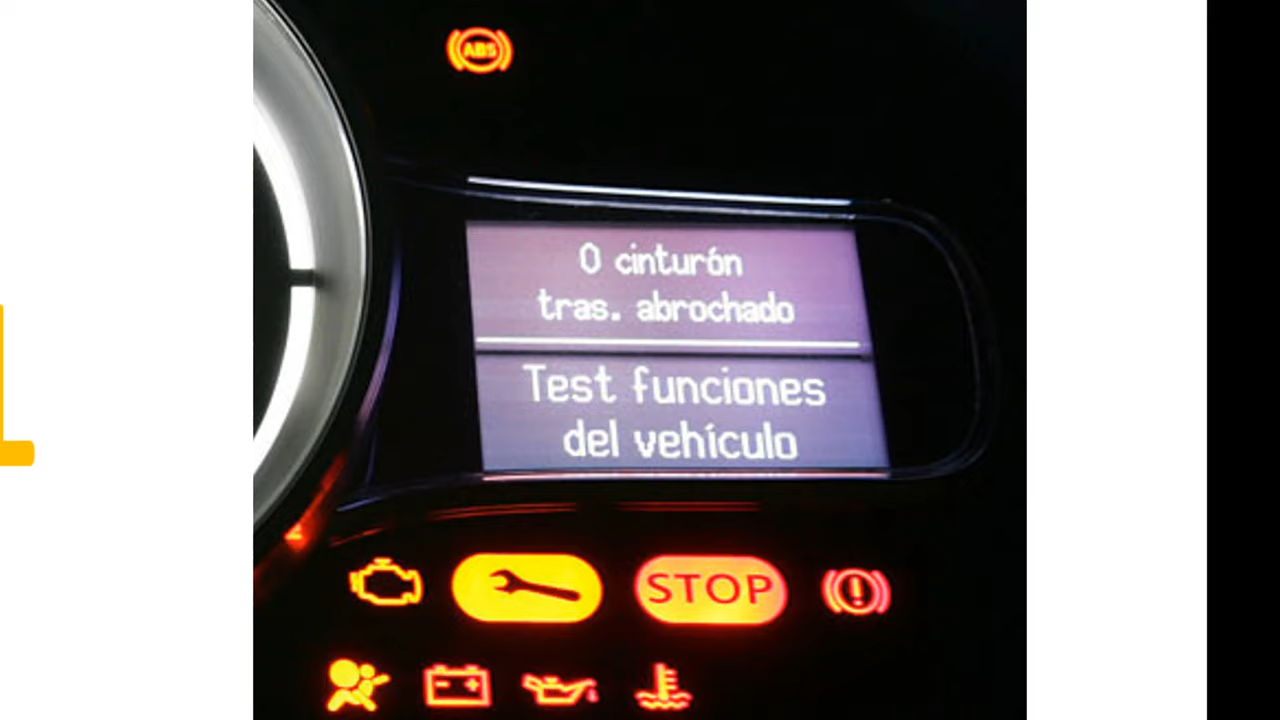 ABS
0 cinturón
tras. abrochado
Test funciones
del vehículo
STOP